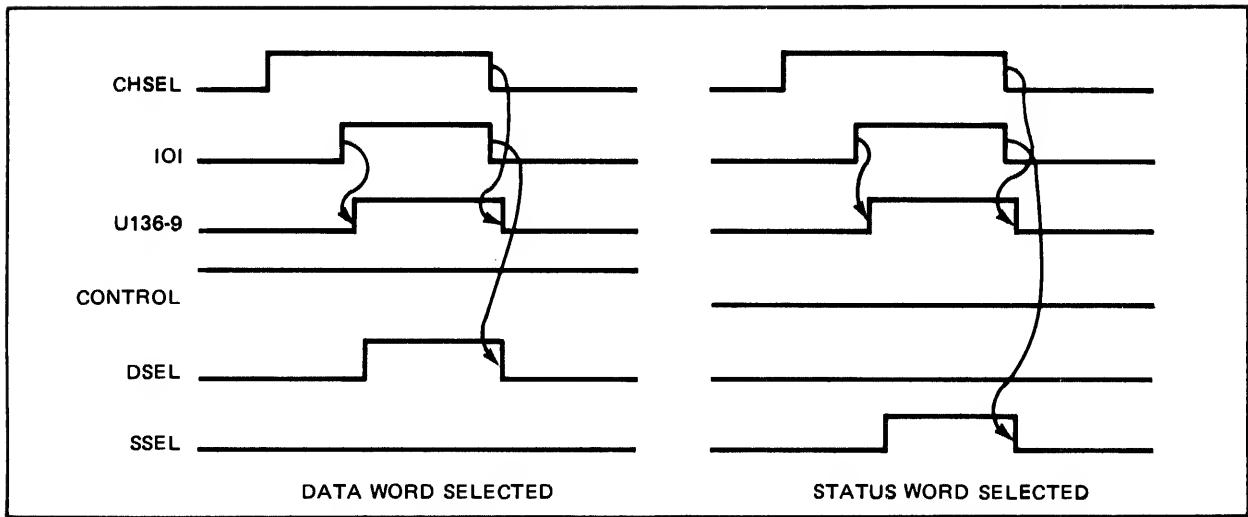 CHSEL
IOI
U136-9
CONTROL
DSEL
SSEL
DATA WORD SELECTED
STATUS WORD SELECTED